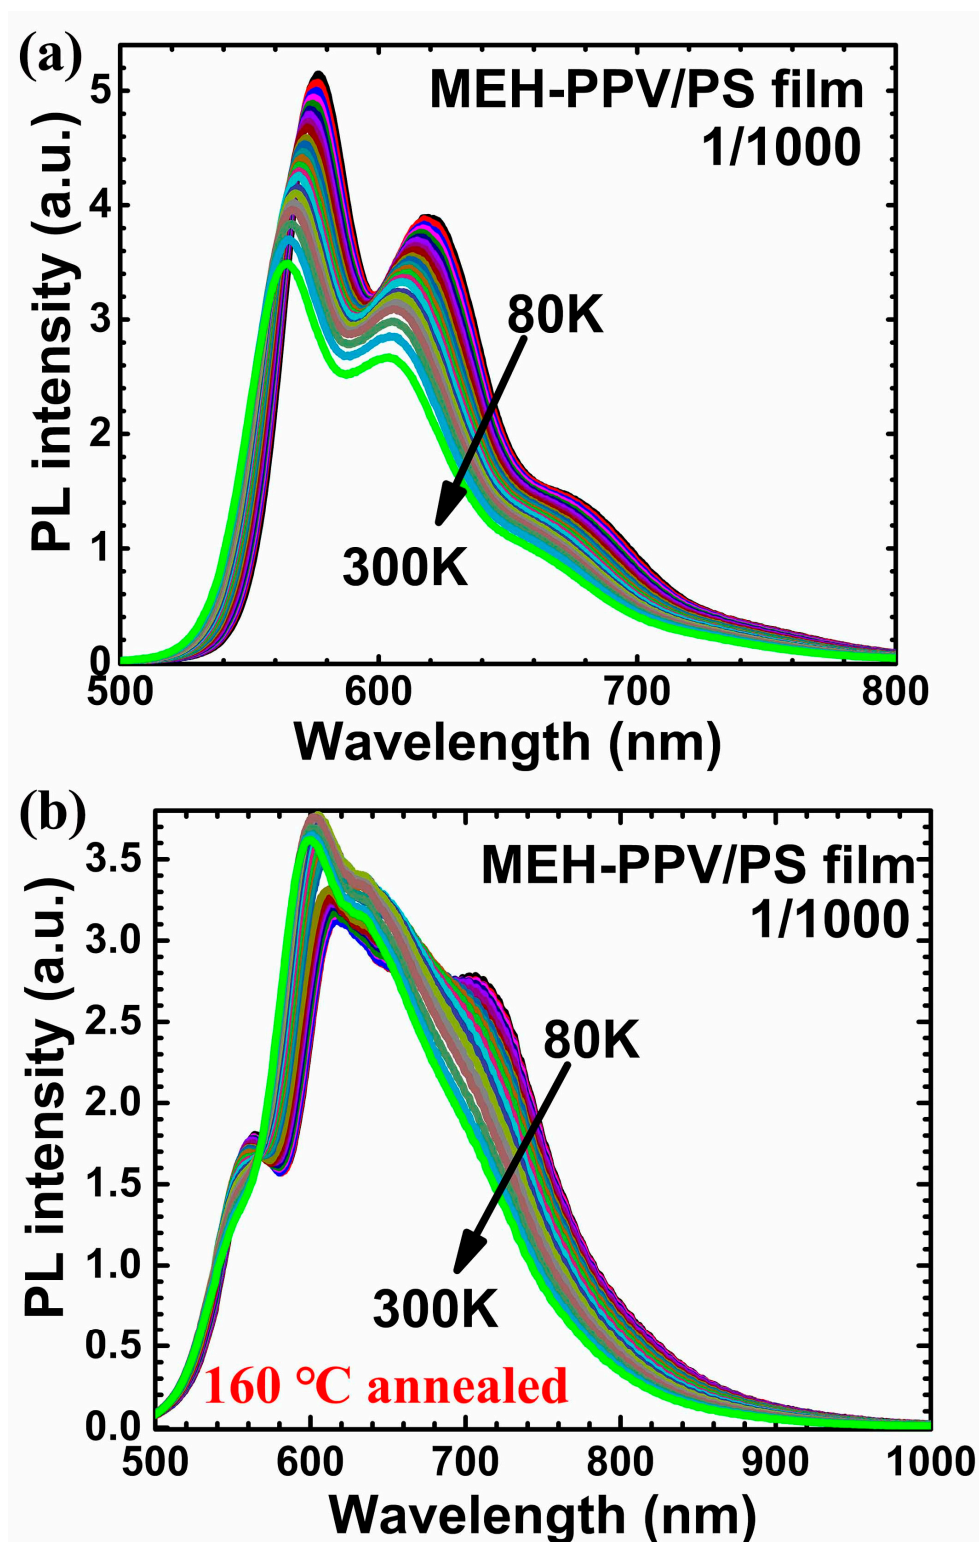 (a)
MEH-PPV/PS film
1/1000
80K
300K
PL intensity (a.u.)
5
4
3
2
1
0
500 600 700 800
Wavelength (nm)
(b)
MEH-PPV/PS film
1/1000
80K
300K
160 °C annealed
PL intensity (a.u.)
3.5
3.0
2.5
2.0
1.5
1.0
0.5
0.0
500 600 700 800 900 1000
Wavelength (nm)